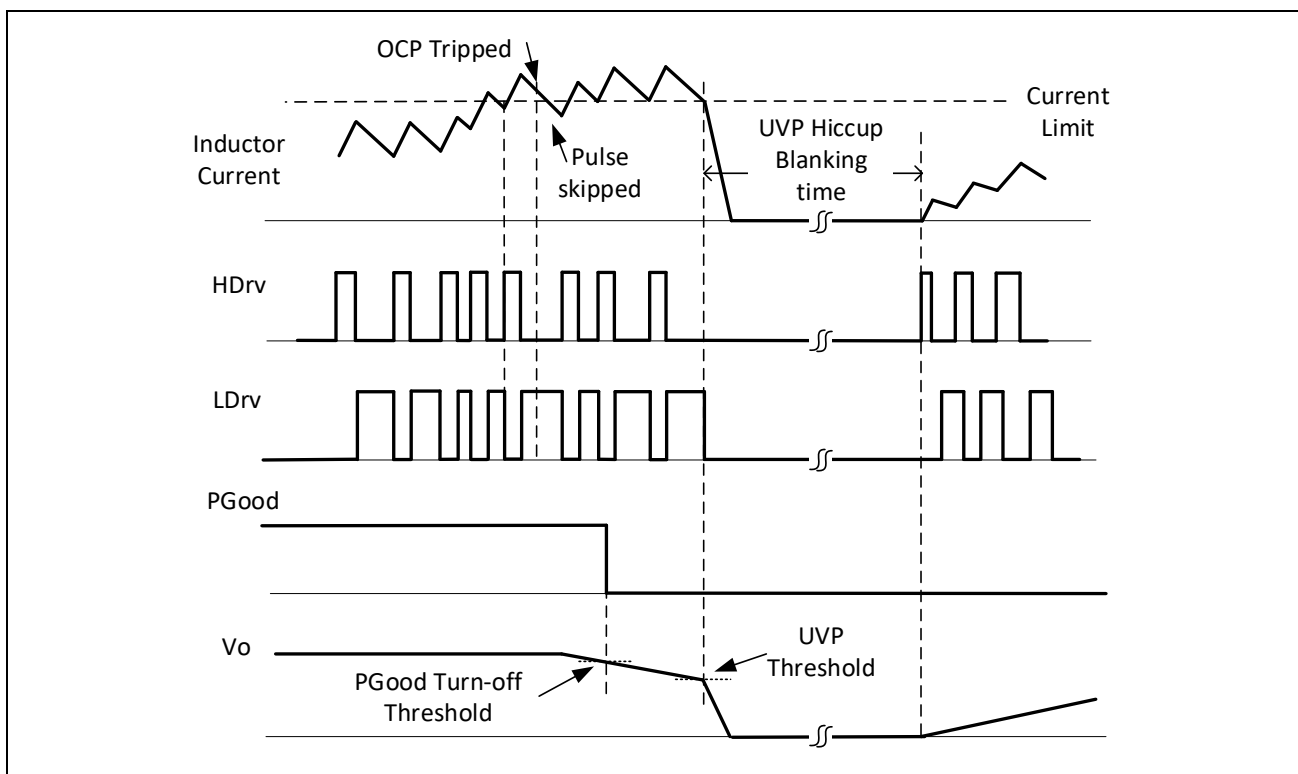 OCP Tripped
Current
Limit
Inductor
Current
Pulse
skipped
UVP Hiccup
Blanking
time
HDrv
LDrv
PGood
Vo
PGood Turn-off
Threshold
UVP
Threshold